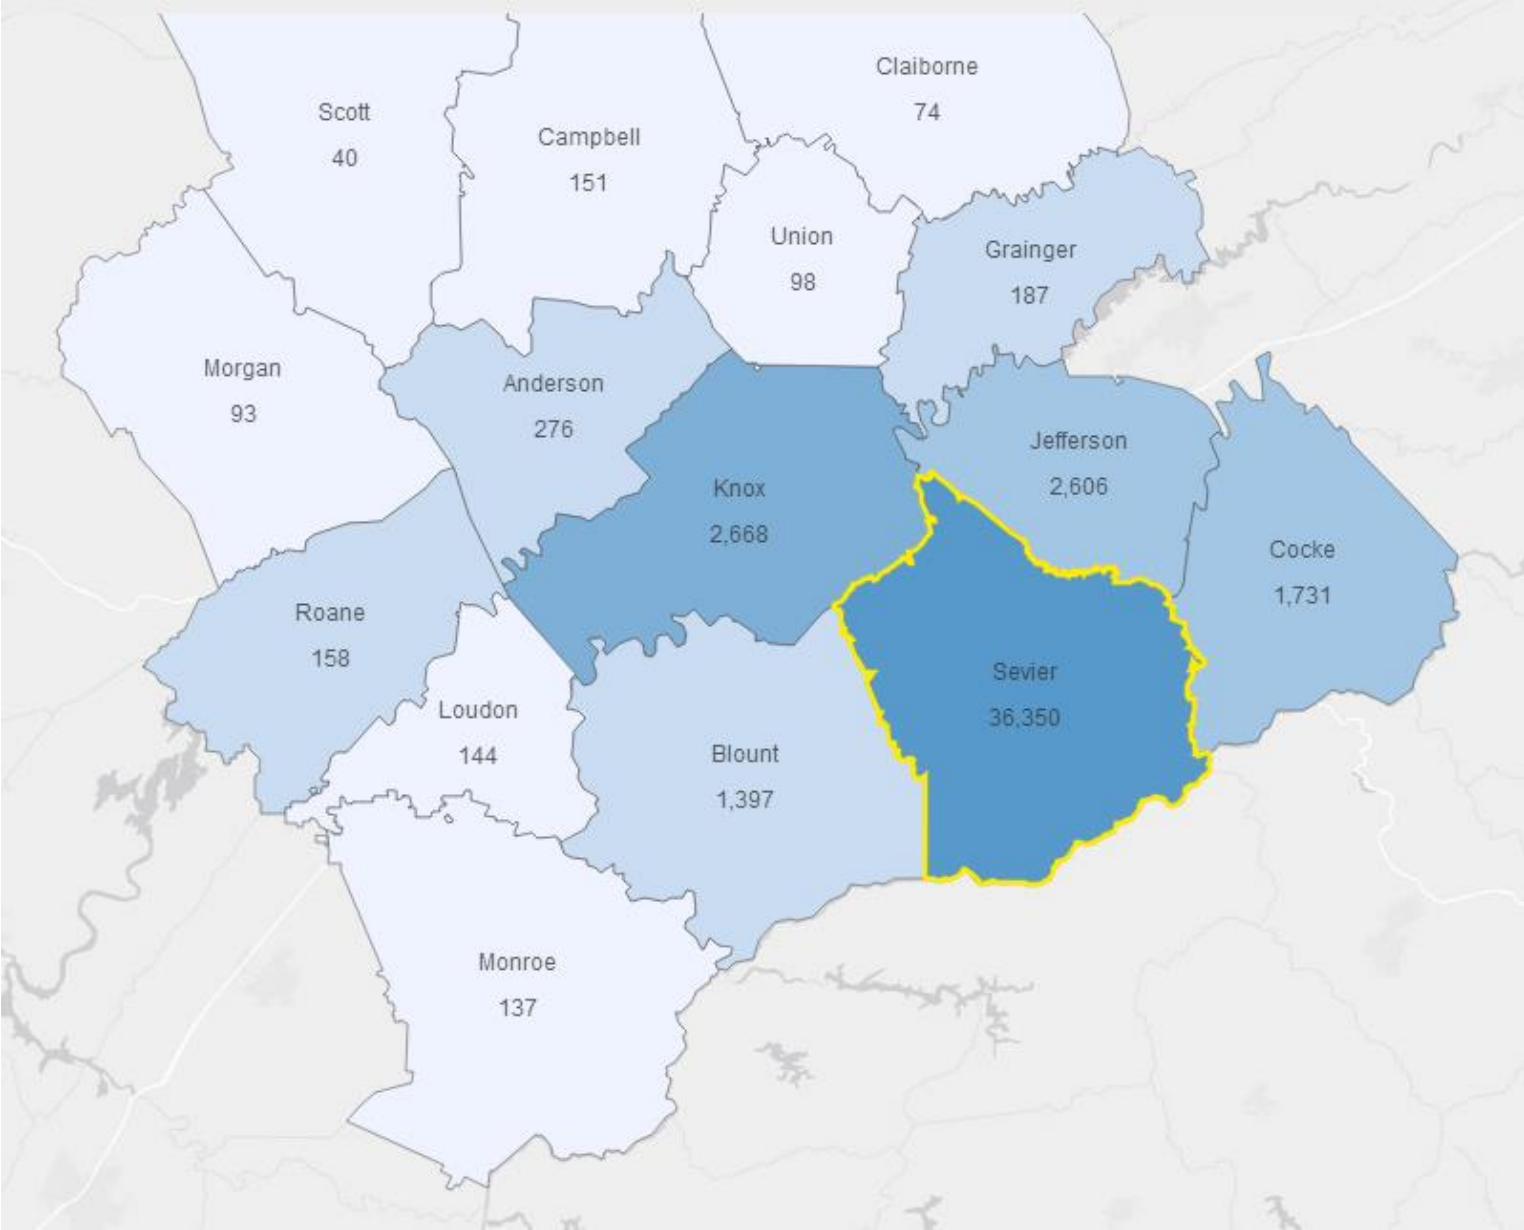 Claiborne
74
Scott
40
Campbell
151
Union
98
Grainger
187
Morgan
93
Anderson
276
Jefferson
2,606
Knox
2,668
Cocke
1,731
Roane
158
Sevier
36,350
Loudon
144
Blount
1,397
Monroe
137